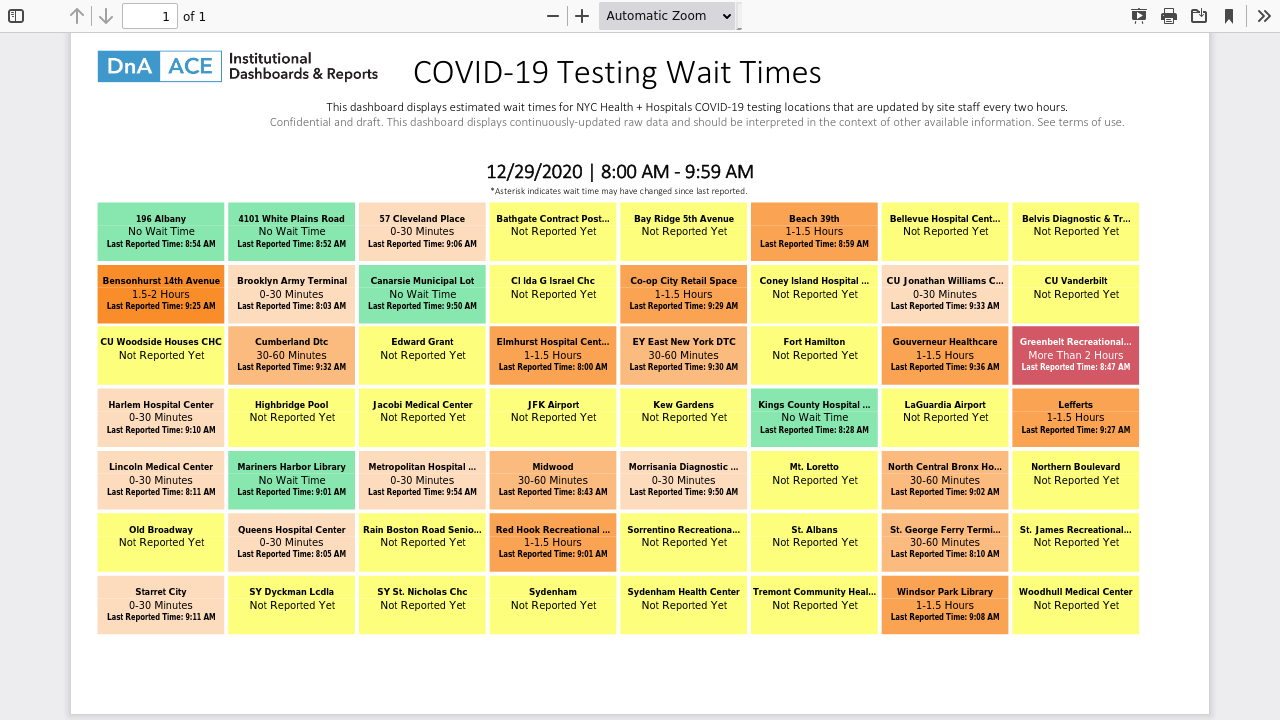 1 of 1 Automatic Zoom
DnA ACE Institutional
Dashboards & Reports
COVID-19 Testing Wait Times
This dashboard displays estimated wait times for NYC Health + Hospitals COVID-19 testing locations that are updated by site staff every two hours.
Confidential and draft. This dashboard displays continuously-updated raw data and should be interpreted in the context of other available information. See terms of use.
12/29/2020 | 8:00 AM - 9:59 AM
*Asterisk indicates wait time may have changed since last reported.
196 Albany
No Wait Time
Last Reported Time: 8:54 AM
4101 White Plains Road
No Wait Time
Last Reported Time: 8:52 AM
57 Cleveland Place
0-30 Minutes
Last Reported Time: 9:06 AM
Bathgate Contract Post...
Not Reported Yet
Bay Ridge 5th Avenue
Not Reported Yet
Beach 39th
1-1.5 Hours
Last Reported Time: 8:59 AM
Bellevue Hospital Cent...
Not Reported Yet
Belvis Diagnostic & Tr...
Not Reported Yet
Bensonhurst 14th Avenue
1.5-2 Hours
Last Reported Time: 9:25 AM
Brooklyn Army Terminal
0-30 Minutes
Last Reported Time: 8:03 AM
Canarsie Municipal Lot
No Wait Time
Last Reported Time: 9:50 AM
Cl Ida G Israel Chc
Not Reported Yet
Co-op City Retail Space
1-1.5 Hours
Last Reported Time: 9:29 AM
Coney Island Hospital ...
Not Reported Yet
CU Jonathan Williams C...
0-30 Minutes
Last Reported Time: 9:33 AM
CU Vanderbilt
Not Reported Yet
CU Woodside Houses CHC
Not Reported Yet
Cumberland Dtc
30-60 Minutes
Last Reported Time: 9:32 AM
Edward Grant
Not Reported Yet
Elmhurst Hospital Cent...
1-1.5 Hours
Last Reported Time: 8:00 AM
EY East New York DTC
30-60 Minutes
Last Reported Time: 9:30 AM
Fort Hamilton
Not Reported Yet
Gouverneur Healthcare
1-1.5 Hours
Last Reported Time: 9:36 AM
Greenbelt Recreational...
More Than 2 Hours
Last Reported Time: 8:47 AM
Harlem Hospital Center
0-30 Minutes
Last Reported Time: 9:10 AM
Highbridge Pool
Not Reported Yet
Jacobi Medical Center
Not Reported Yet
JFK Airport
Not Reported Yet
Kew Gardens
Not Reported Yet
Kings County Hospital ...
No Wait Time
Last Reported Time: 8:28 AM
LaGuardia Airport
Not Reported Yet
Lefferts
1-1.5 Hours
Last Reported Time: 9:27 AM
Lincoln Medical Center
0-30 Minutes
Last Reported Time: 8:11 AM
Mariners Harbor Library
No Wait Time
Last Reported Time: 9:01 AM
Metropolitan Hospital ...
0-30 Minutes
Last Reported Time: 9:54 AM
Midwood
30-60 Minutes
Last Reported Time: 8:43 AM
Morrisania Diagnostic ...
0-30 Minutes
Last Reported Time: 9:50 AM
Mt. Loretto
Not Reported Yet
North Central Bronx Ho...
30-60 Minutes
Last Reported Time: 9:02 AM
Northern Boulevard
Not Reported Yet
Old Broadway
Not Reported Yet
Queens Hospital Center
0-30 Minutes
Last Reported Time: 8:05 AM
Rain Boston Road Senio...
Not Reported Yet
Red Hook Recreational ...
1-1.5 Hours
Last Reported Time: 9:01 AM
Sorrentino Recreationa...
Not Reported Yet
St. Albans
Not Reported Yet
St. George Ferry Termi...
30-60 Minutes
Last Reported Time: 8:10 AM
St. James Recreational...
Not Reported Yet
Starret City
0-30 Minutes
Last Reported Time: 9:11 AM
SY Dyckman Lcdla
Not Reported Yet
SY St. Nicholas Chc
Not Reported Yet
Sydenham
Not Reported Yet
Sydenham Health Center
Not Reported Yet
Tremont Community Heal...
Not Reported Yet
Windsor Park Library
1-1.5 Hours
Last Reported Time: 9:08 AM
Woodhull Medical Center
Not Reported Yet